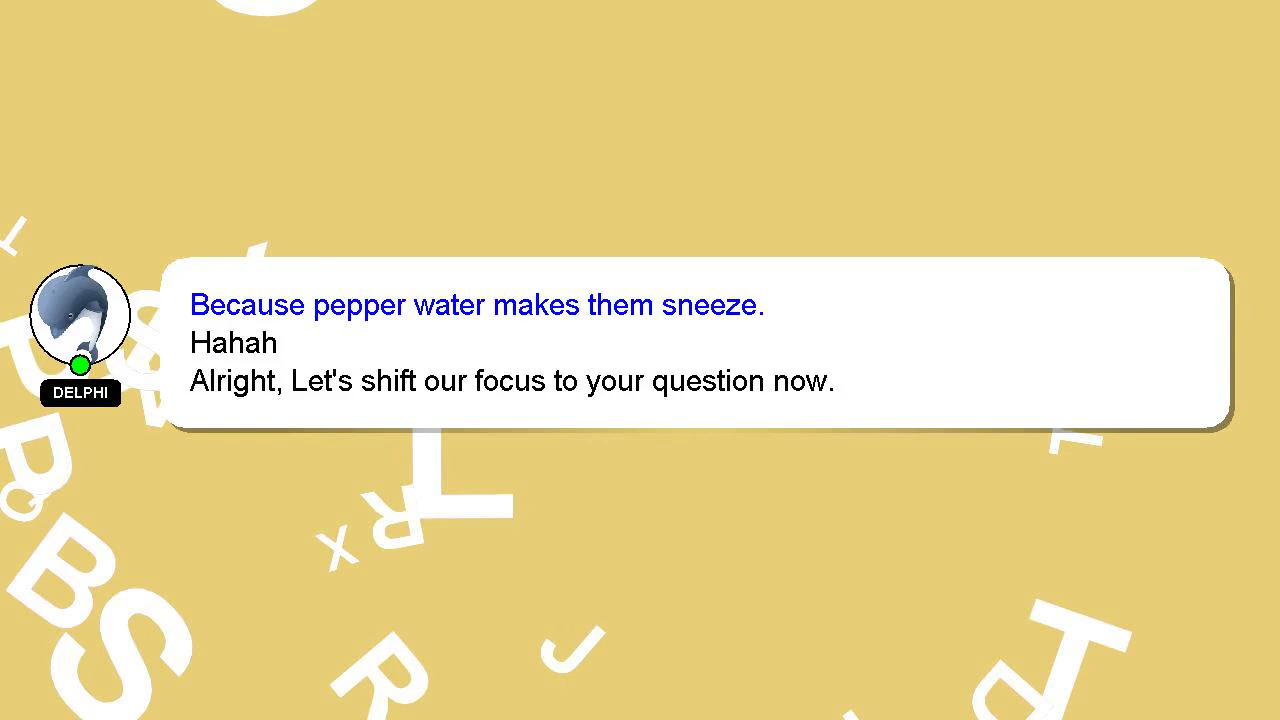 Because pepper water makes them sneeze.
Hahah
Alright, Let's shift our focus to your question now.
DELPHI